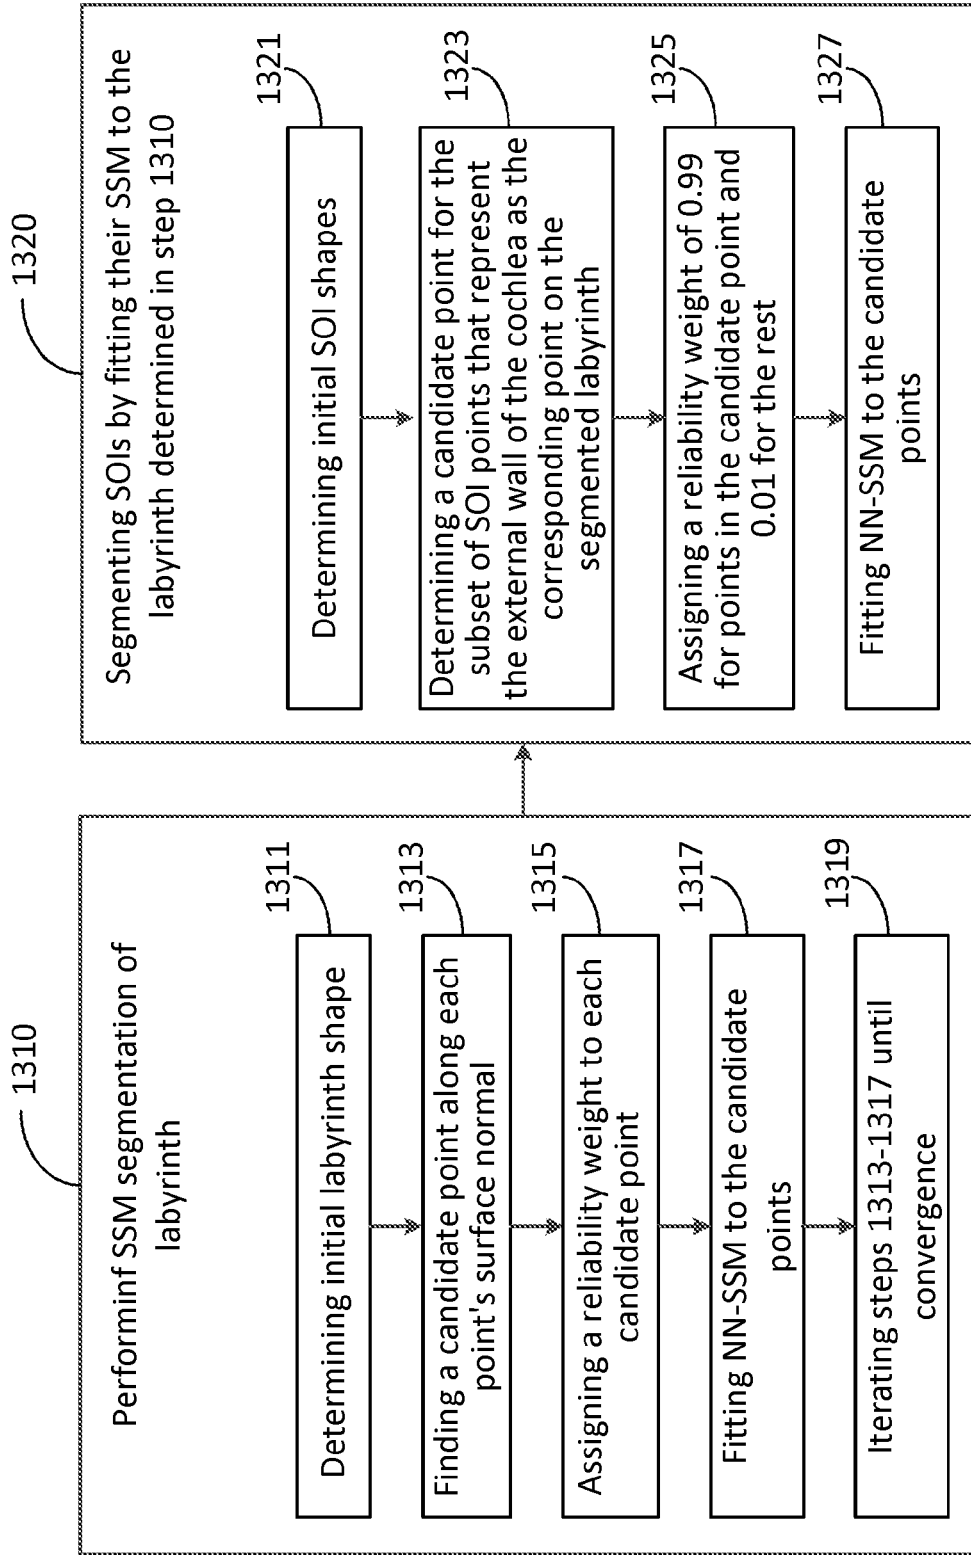 1310
Performinf SSM segmentation of
labyrinth
1311
Determining initial labyrinth shape
1313
Finding a candidate point along each
point's surface normal
1315
Assigning a reliability weight to each
candidate point
1317
Fitting NN-SSM to the candidate
points
1319
Iterating steps 1313-1317 until
convergence
1320
Segmenting SOIs by fitting their SSM to the
labyrinth determined in step 1310
1321
Determining initial SOI shapes
1323
Determining a candidate point for the
subset of SOI points that represent
the external wall of the cochlea as the
corresponding point on the
segmented labyrinth
1325
Assigning a reliability weight of 0.99
for points in the candidate point and
0.01 for the rest
1327
Fitting NN-SSM to the candidate
points